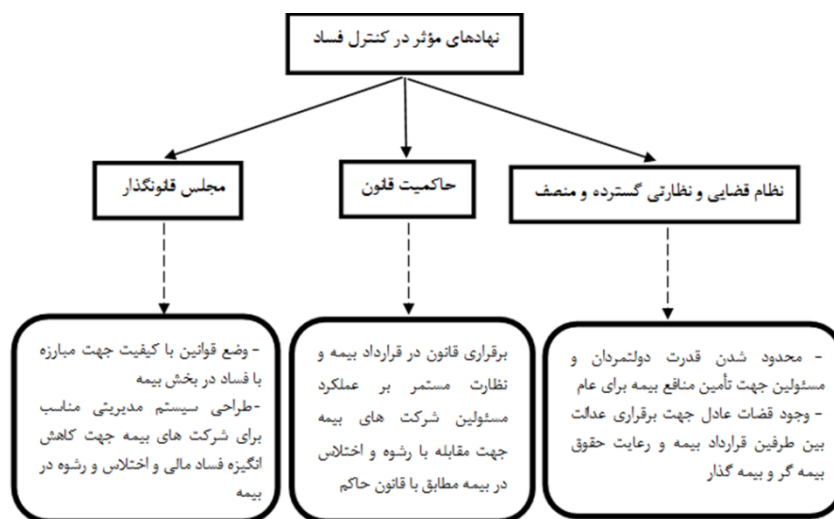 نهادهای مؤثر در کنترل فساد
نظام قضایی و نظارتی گسترده و منصف
حاکمیت قانون
مجلس قانونگذار
- محدود شدن قدرت دولتمردان و
مسئولین جهت تأمین منافع بیمه برای عام
- وجود قضات عادل جهت برقراری عدالت
بین طرفین قرارداد بیمه و رعایت حقوق
بیمه گر و بیمه گذار
برقراری قانون در قرارداد بیمه و
نظارت مستمر بر عملکرد
مسئولین شرکت های بیمه
جهت مقابله با رشوه و اختلاس
در بیمه مطابق با قانون حاکم
- وضع قوانین با کیفیت جهت مبارزه
با فساد در بخش بیمه
-طراحی سیستم مدیریتی مناسب
برای شرکت های بیمه جهت کاهش
انگیزه فساد مالی و اختلاس و رشوه در
بیمه